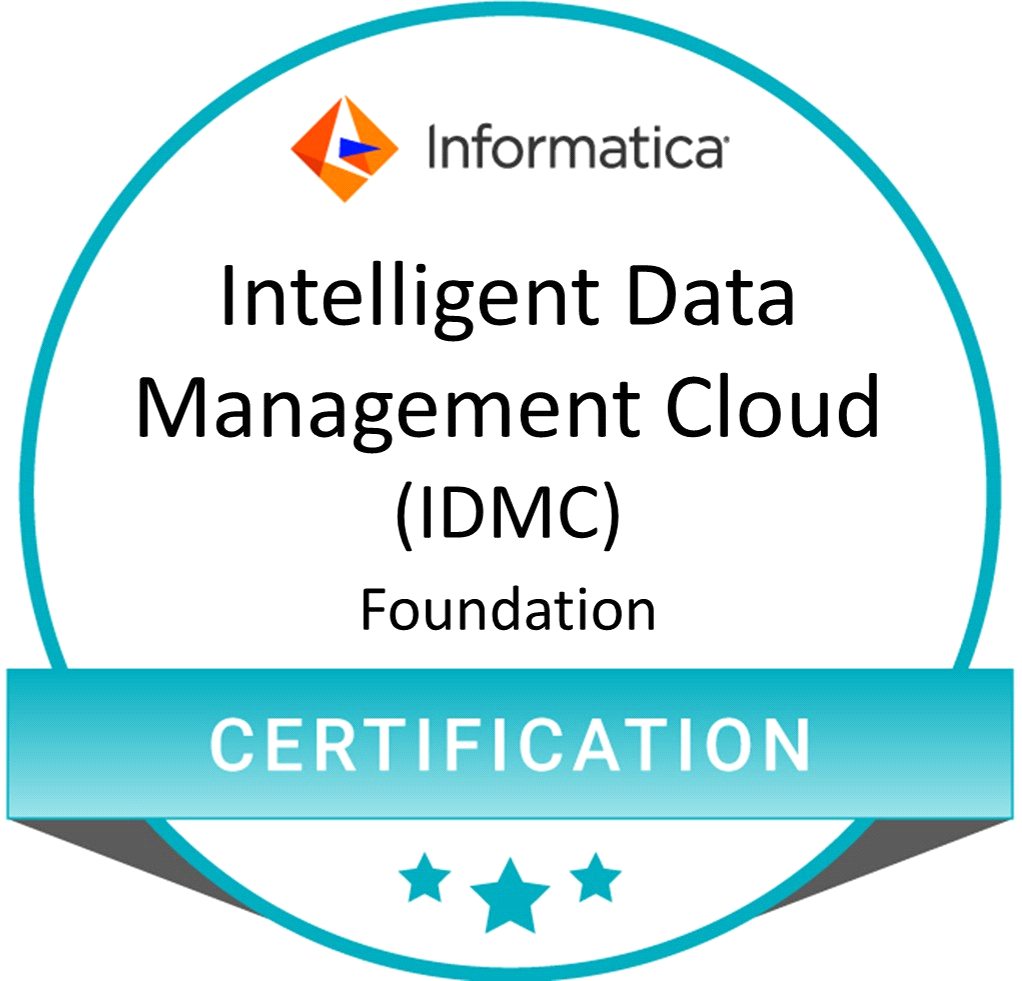 Informatica
Intelligent Data
Management Cloud
(IDMC)
Foundation
CERTIFICATION